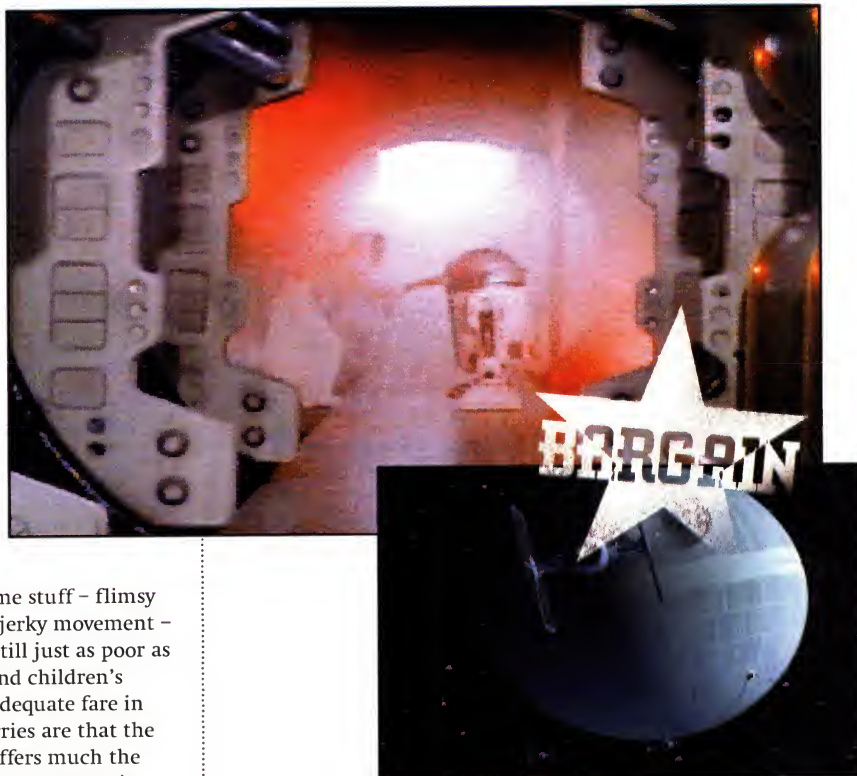 BARGAIN
me stuff – flimsy
jerky movement –
till just as poor as
nd children's
dequate fare in
rries are that the
ffers much the